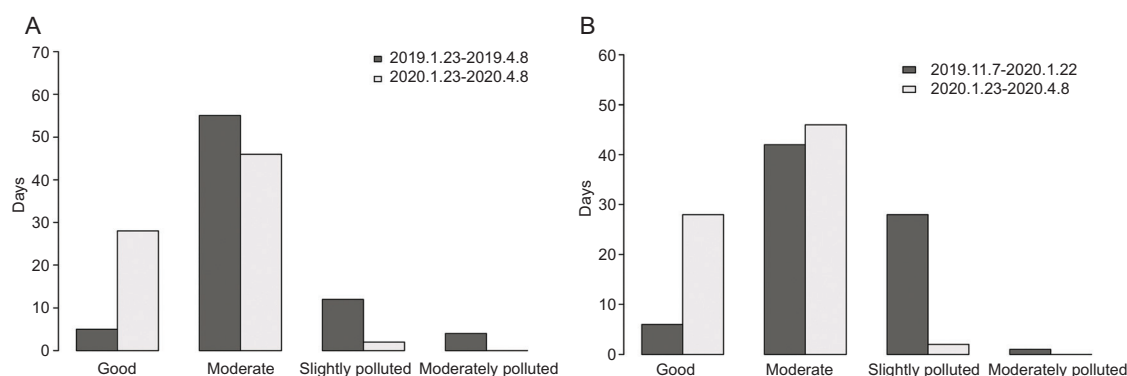 A
70
60
50
40
30
20
10
0
Days
2019.1.23-2019.4.8
2020.1.23-2020.4.8
Good
Moderate
Slightly polluted
Moderately polluted
B
60
50
40
30
20
10
0
Days
2019.11.7-2020.1.22
2020.1.23-2020.4.8
Good
Moderate
Slightly polluted
Moderately polluted